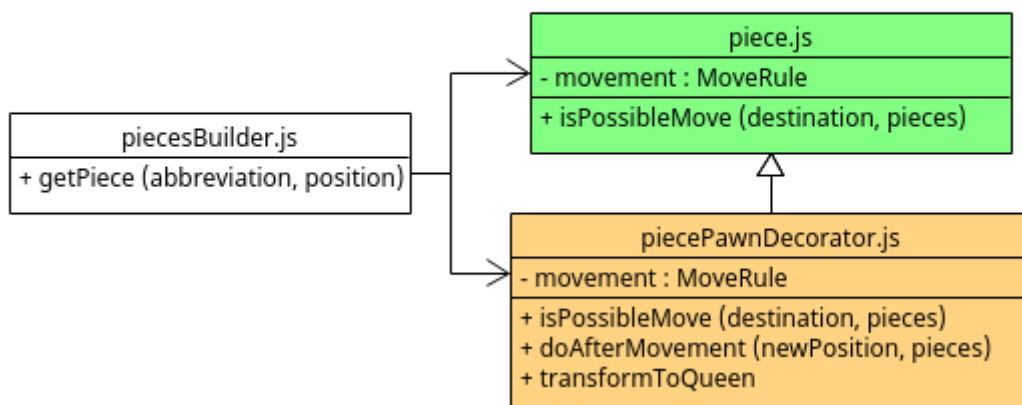 piece.js
- movement : MoveRule
+ isPossibleMove (destination, pieces)
piecesBuilder.js
+ getPiece (abbreviation, position)
piecePawnDecorator.js
- movement : MoveRule
+ isPossibleMove (destination, pieces)
+ doAfterMovement (newPosition, pieces)
+ transformToQueen